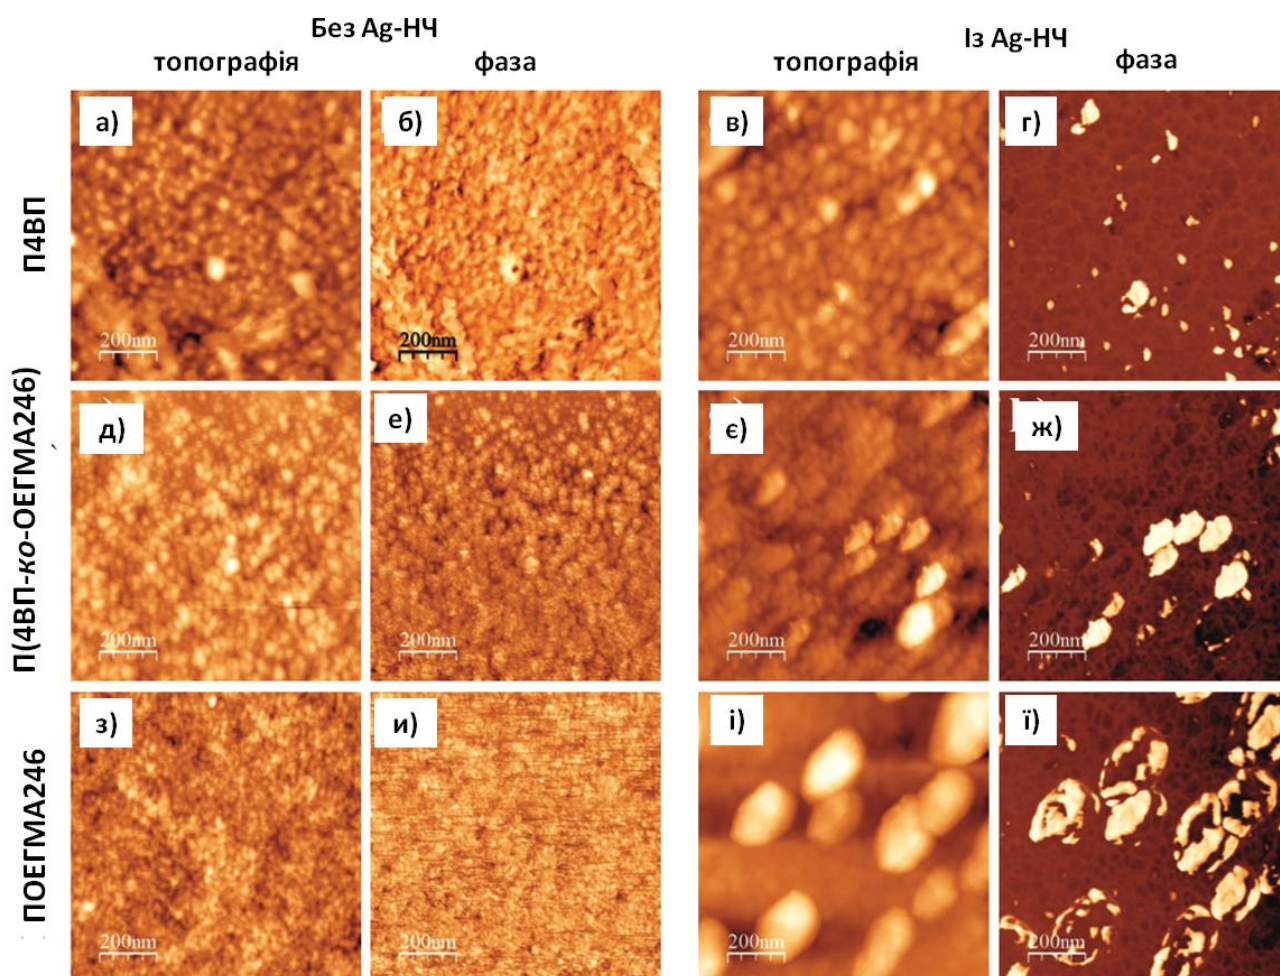 Без Ag-НЧ
Із Ag-НЧ
топографія
фаза
топографія
фаза
П4ВП
а)
б)
в)
г)
200nm
200nm
200nm
200nm
П(4ВП-ко-ОЕГМА246)
д)
е)
є)
ж)
200nm
200nm
200nm
200nm
ПОЕГМА246
з)
и)
і)
ї)
200nm
200nm
200nm
200nm